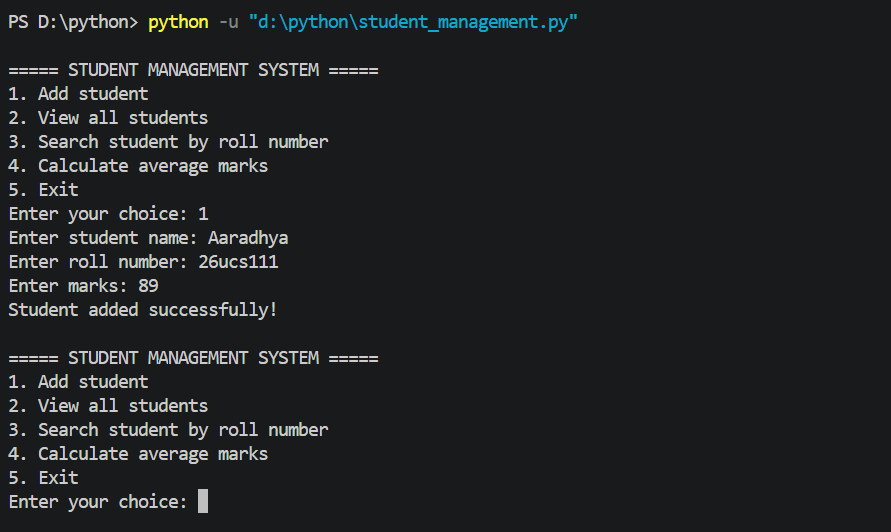 PS D:\python> python -u "d:\python\student_management.py"
===== STUDENT MANAGEMENT SYSTEM =====
1. Add student
2. View all students
3. Search student by roll number
4. Calculate average marks
5. Exit
Enter your choice: 1
Enter student name: Aaradhya
Enter roll number: 26ucs111
Enter marks: 89
Student added successfully!
===== STUDENT MANAGEMENT SYSTEM =====
1. Add student
2. View all students
3. Search student by roll number
4. Calculate average marks
5. Exit
Enter your choice: